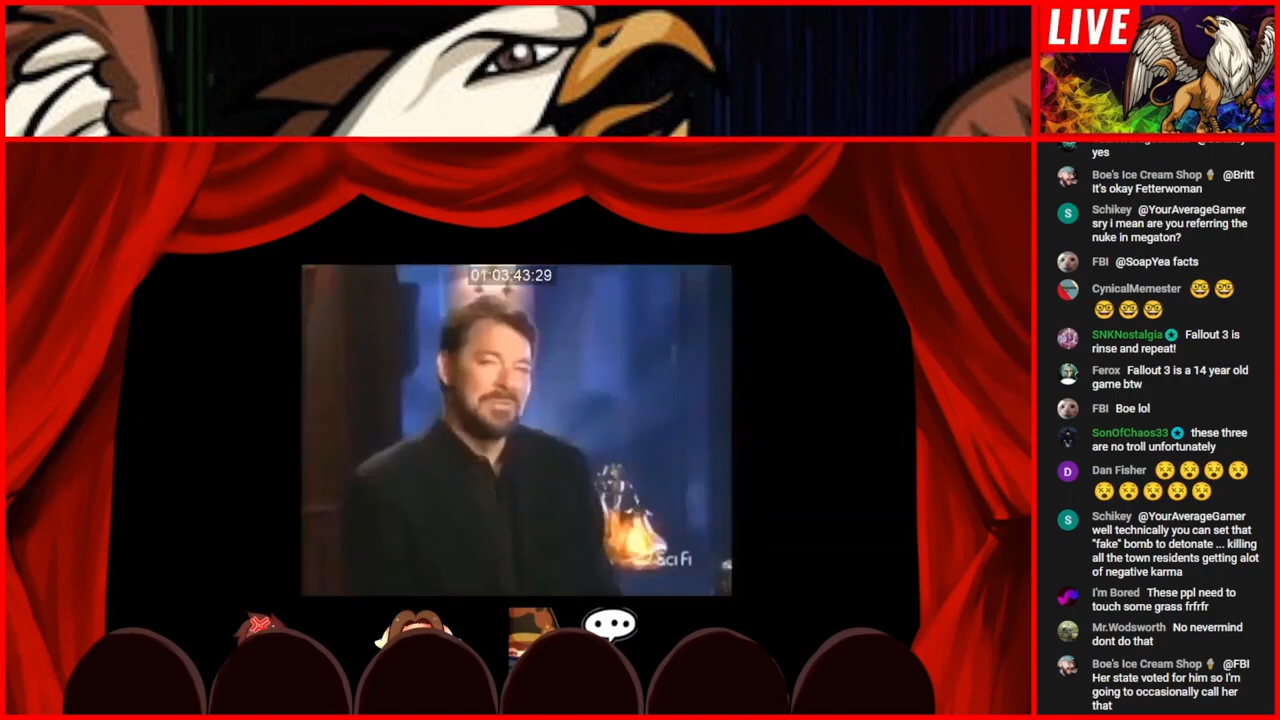 LIVE
01:03:43:29
SciFi
yes
Boe's Ice Cream Shop @Britt
It's okay Fetterwoman
S
Schikey @YourAverageGamer
sry i mean are you referring the
nuke in megaton?
FBI @SoapYea facts
CynicalMemester
SNKNostalgia Fallout 3 is
rinse and repeat!
Ferox Fallout 3 is a 14 year old
game btw
FBI Boe lol
SonOfChaos33 these three
are no troll unfortunately
D
Dan Fisher
S
Schikey @YourAverageGamer
well technically you can set that
"fake" bomb to detonate ... killing
all the town residents getting alot
of negative karma
I'm Bored These ppl need to
touch some grass frfrfr
Mr.Wodsworth No nevermind
dont do that
Boe's Ice Cream Shop @FBI
Her state voted for him so I'm
going to occasionally call her
that